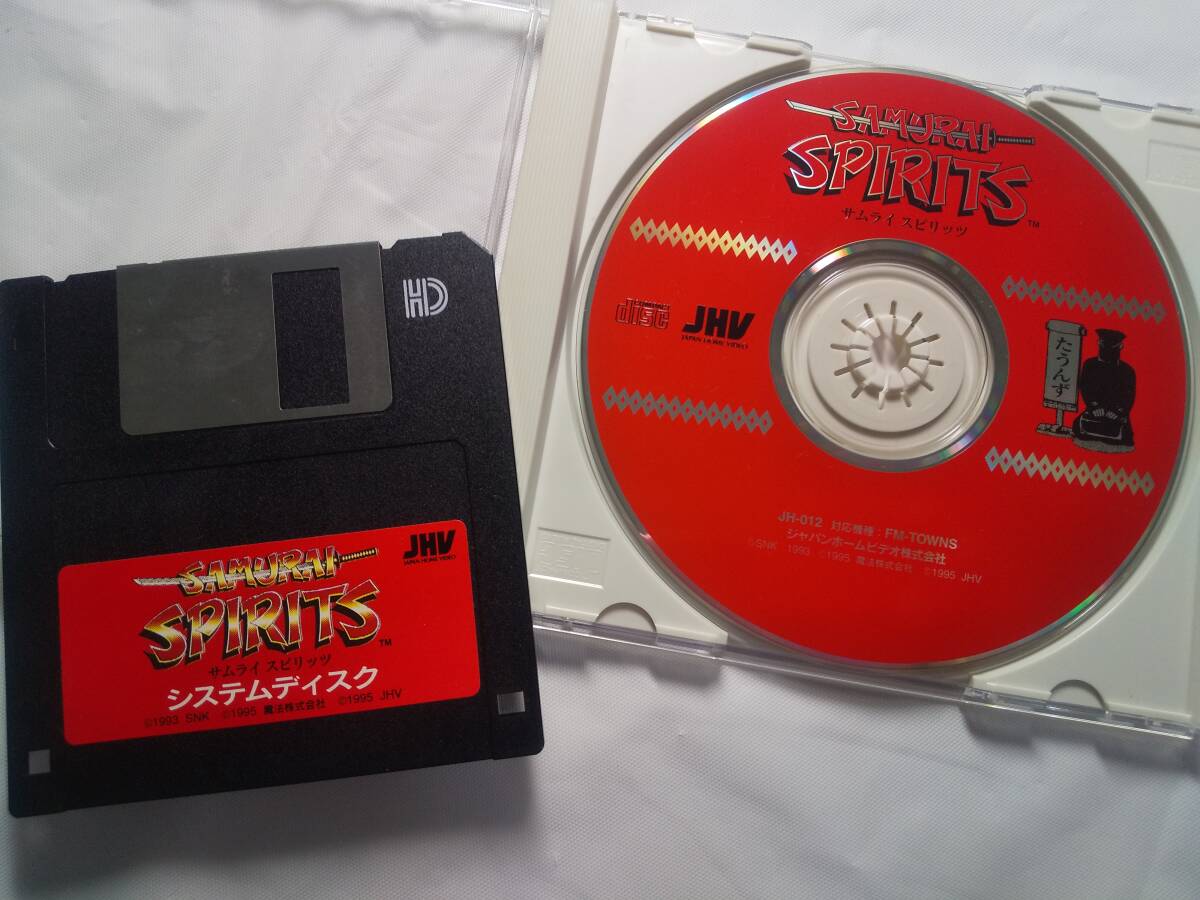 HD
JHV
JAPAN HOME VIDEO
SAMURAI
SPIRITS
TM
サムライ スピリッツ
システムディスク
©1993 SNK ©1995 魔法株式会社 ©1995 JHV
SAMURAI
SPIRITS
TM
サムライ スピリッツ
COMPACT
disc
JHV
JAPAN HOME VIDEO
たうんず
JH-012 対応機種：FM-TOWNS
ジャパンホームビデオ株式会社
©SNK 1993 ©1995 魔法株式会社 ©1995 JHV